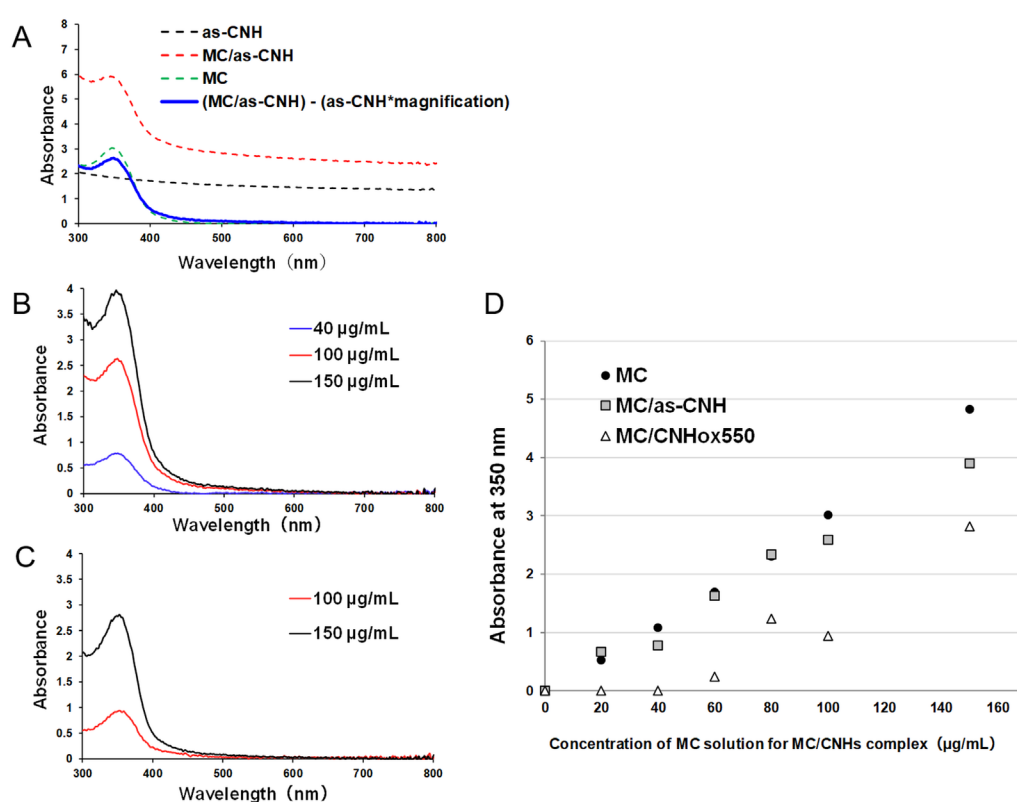 A
8
7
6
5
4
3
2
1
0
Absorbance
as-CNH
MC/as-CNH
MC
(MC/as-CNH) - (as-CNH*magnification)
300 400 500 600 700 800
Wavelength (nm)
B
4
3.5
3
2.5
2
1.5
1
0.5
0
Absorbance
40 µg/mL
100 µg/mL
150 µg/mL
300 400 500 600 700 800
Wavelength (nm)
C
4
3.5
3
2.5
2
1.5
1
0.5
0
Absorbance
100 µg/mL
150 µg/mL
300 400 500 600 700 800
Wavelength (nm)
D
6
5
4
3
2
1
0
Absorbance at 350 nm
MC
MC/as-CNH
MC/CNHox550
0 20 40 60 80 100 120 140 160
Concentration of MC solution for MC/CNHs complex (µg/mL)